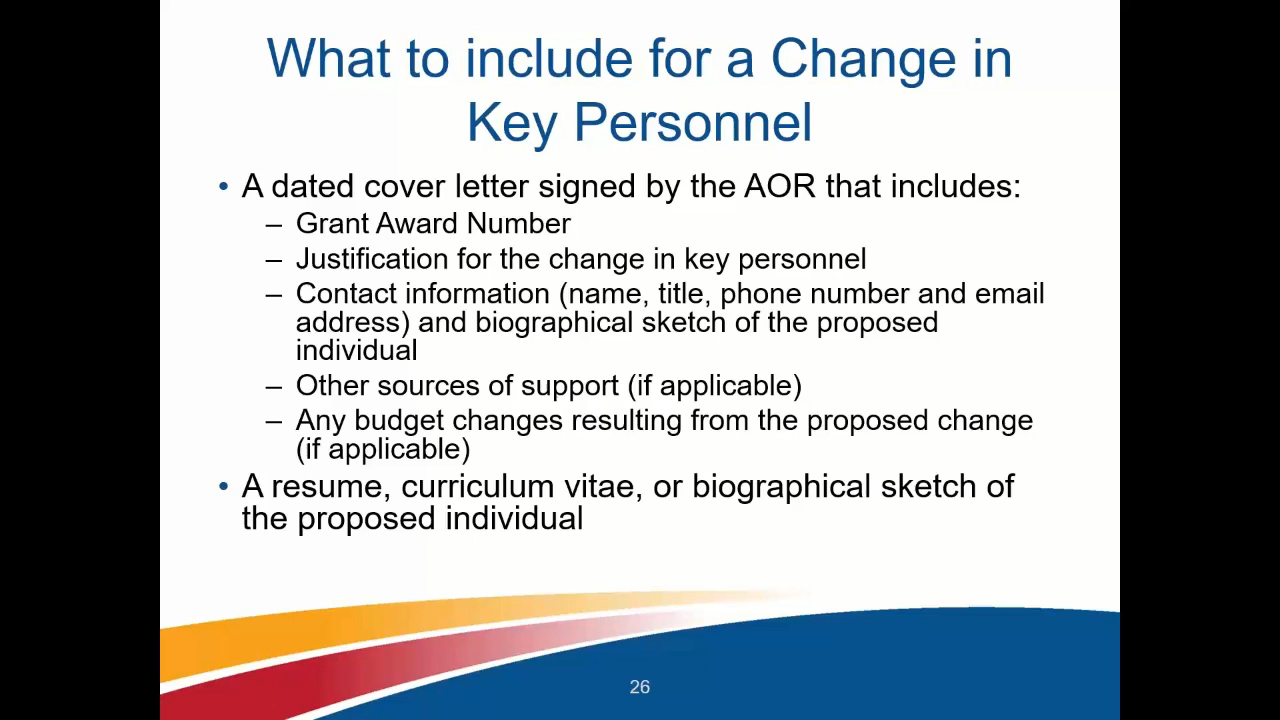 What to include for a Change in
Key Personnel
• A dated cover letter signed by the AOR that includes:
– Grant Award Number
– Justification for the change in key personnel
– Contact information (name, title, phone number and email
address) and biographical sketch of the proposed
individual
– Other sources of support (if applicable)
– Any budget changes resulting from the proposed change
(if applicable)
• A resume, curriculum vitae, or biographical sketch of
the proposed individual
26